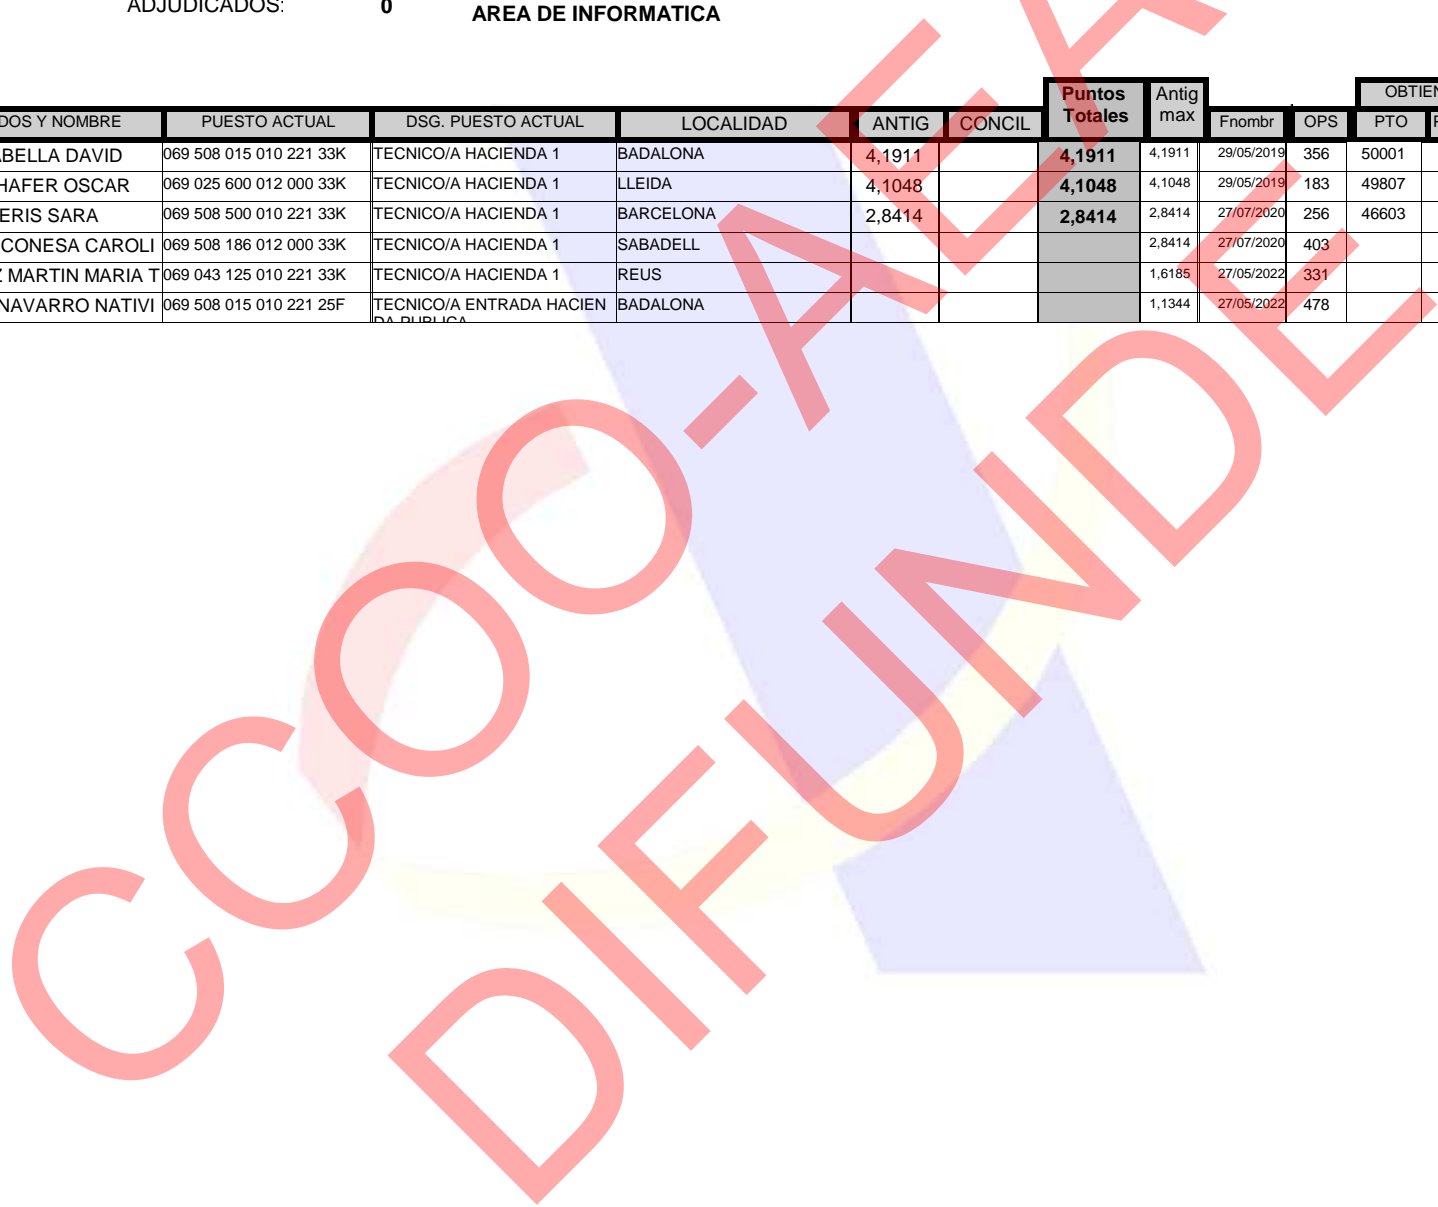 ADJUDICADOS: 0 AREA DE INFORMATICA
Puntos Totales Antig max OBTIEN
DOS Y NOMBRE PUESTO ACTUAL DSG. PUESTO ACTUAL LOCALIDAD ANTIG CONCIL Fnombr OPS PTO
ABELLA DAVID 069 508 015 010 221 33K TECNICO/A HACIENDA 1 BADALONA 4,1911 4,1911 4,1911 29/05/2019 356 50001
HAFER OSCAR 069 025 600 012 000 33K TECNICO/A HACIENDA 1 LLEIDA 4,1048 4,1048 4,1048 29/05/2019 183 49807
ERIS SARA 069 508 500 010 221 33K TECNICO/A HACIENDA 1 BARCELONA 2,8414 2,8414 2,8414 27/07/2020 256 46603
CONESA CAROLI 069 508 186 012 000 33K TECNICO/A HACIENDA 1 SABADELL 2,8414 27/07/2020 403
Z MARTIN MARIA T 069 043 125 010 221 33K TECNICO/A HACIENDA 1 REUS 1,6185 27/05/2022 331
NAVARRO NATIVI 069 508 015 010 221 25F TECNICO/A ENTRADA HACIEN BADALONA 1,1344 27/05/2022 478
DA PUBLICA
CCOO-AEA
DIFUNDE